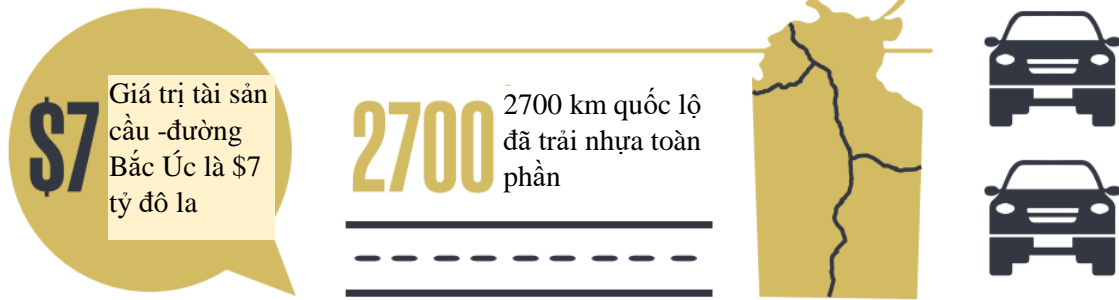 $7
Giá trị tài sản
cầu -đường
Bắc Úc là $7
tỷ đô la
2700
2700 km quốc lộ
đã trải nhựa toàn
phần